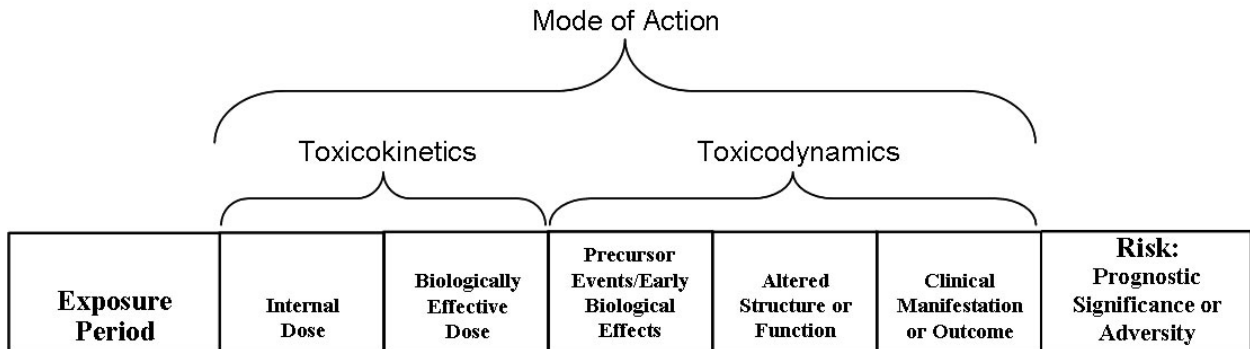 Mode of Action
Toxicokinetics
Toxicodynamics
Exposure
Period
Internal
Dose
Biologically
Effective
Dose
Precursor
Events/Early
Biological
Effects
Altered
Structure or
Function
Clinical
Manifestation
or Outcome
Risk:
Prognostic
Significance or
Adversity